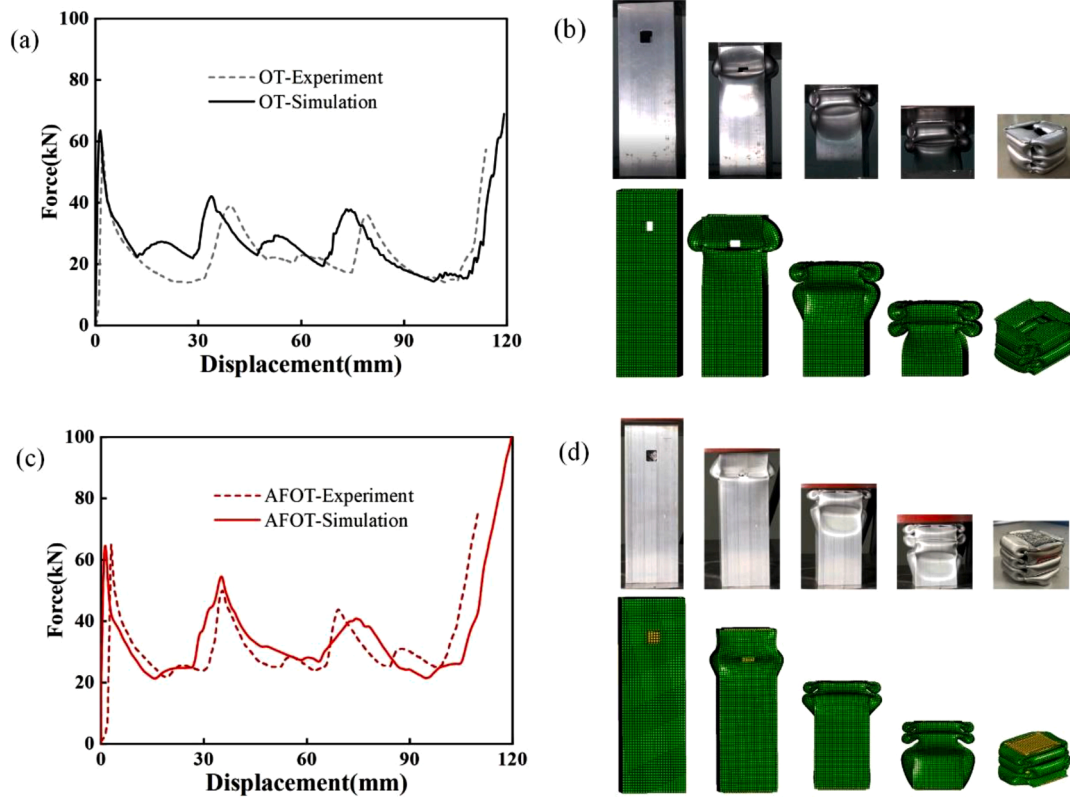 (a)
100
80
60
40
20
0
Force(kN)
OT-Experiment
OT-Simulation
0 30 60 90 120
Displacement(mm)
(b)
(c)
100
80
60
40
20
0
Force(kN)
AFOT-Experiment
AFOT-Simulation
0 30 60 90 120
Displacement(mm)
(d)